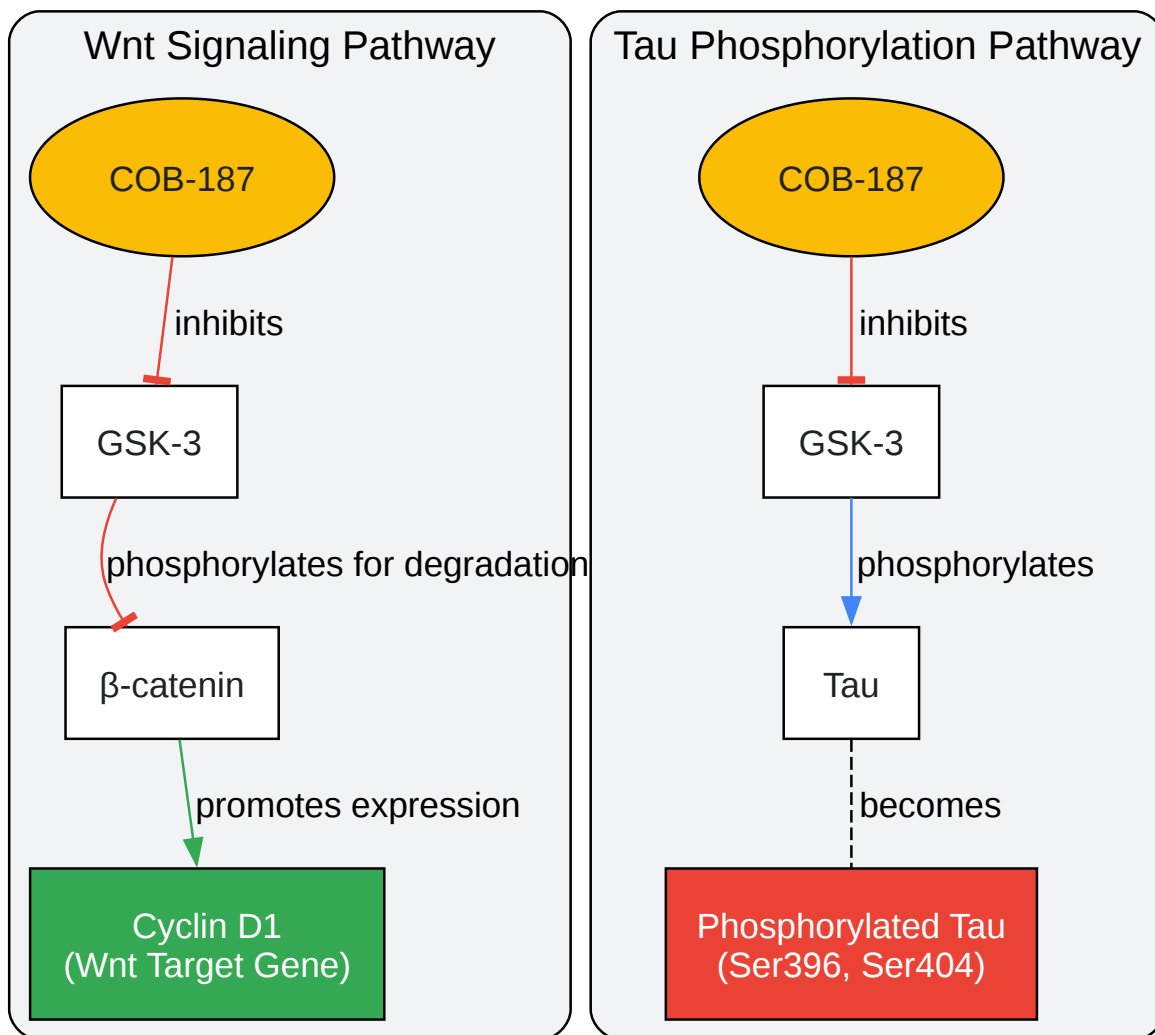 Wnt Signaling Pathway
COB-187
inhibits
GSK-3
phosphorylates for degradation
β-catenin
promotes expression
Cyclin D1
(Wnt Target Gene)
Tau Phosphorylation Pathway
COB-187
inhibits
GSK-3
phosphorylates
Tau
becomes
Phosphorylated Tau
(Ser396, Ser404)